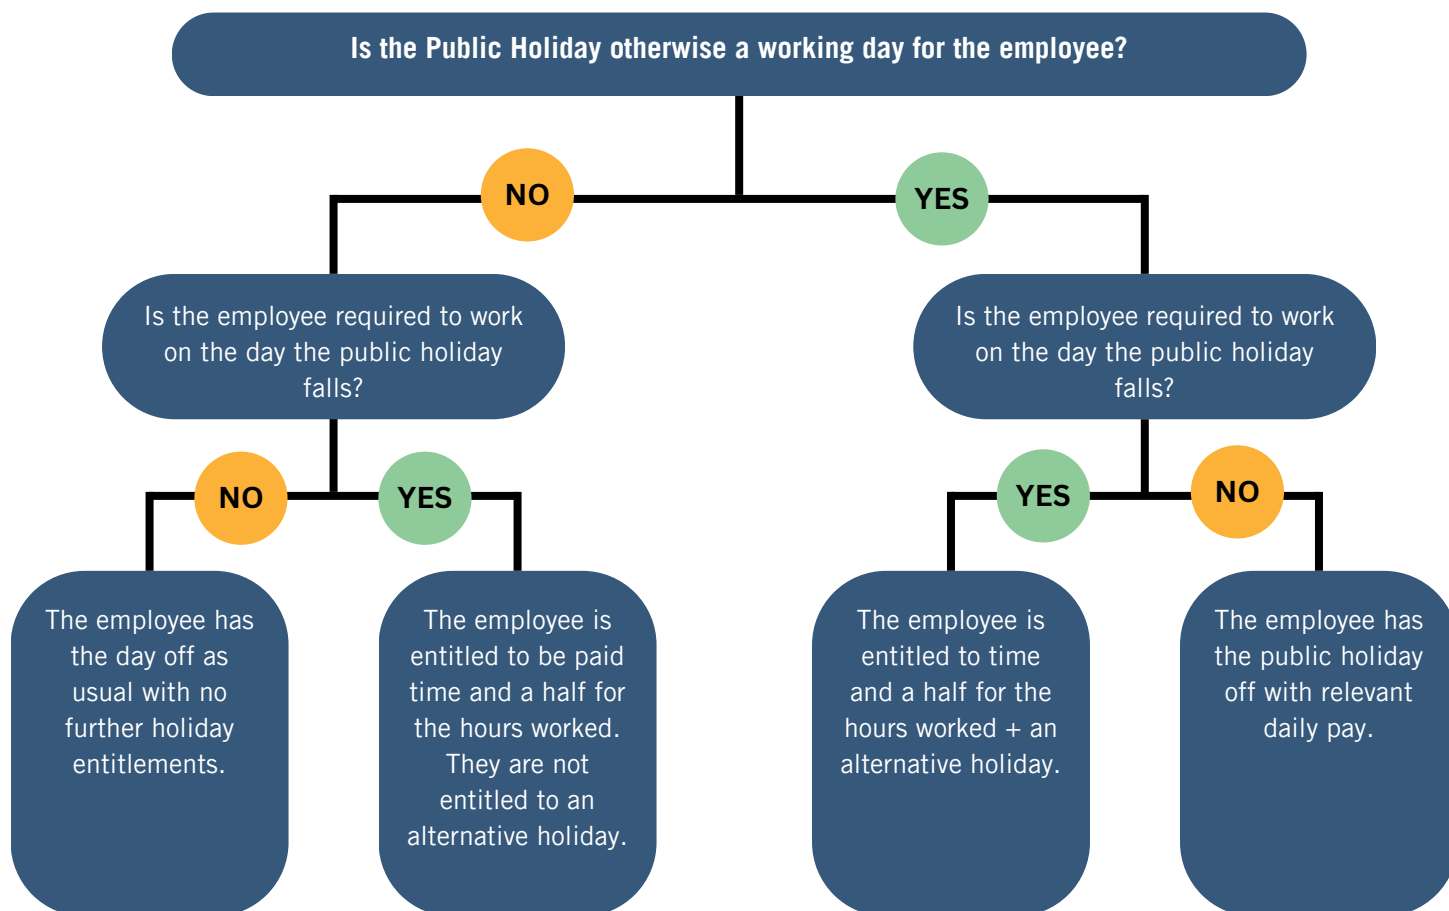 Is the Public Holiday otherwise a working day for the employee?
NO
YES
Is the employee required to work
on the day the public holiday
falls?
Is the employee required to work
on the day the public holiday
falls?
NO
YES
YES
NO
The employee has
the day off as
usual with no
further holiday
entitlements.
The employee is
entitled to be paid
time and a half for
the hours worked.
They are not
entitled to an
alternative holiday.
The employee is
entitled to time
and a half for the
hours worked + an
alternative holiday.
The employee has
the public holiday
off with relevant
daily pay.